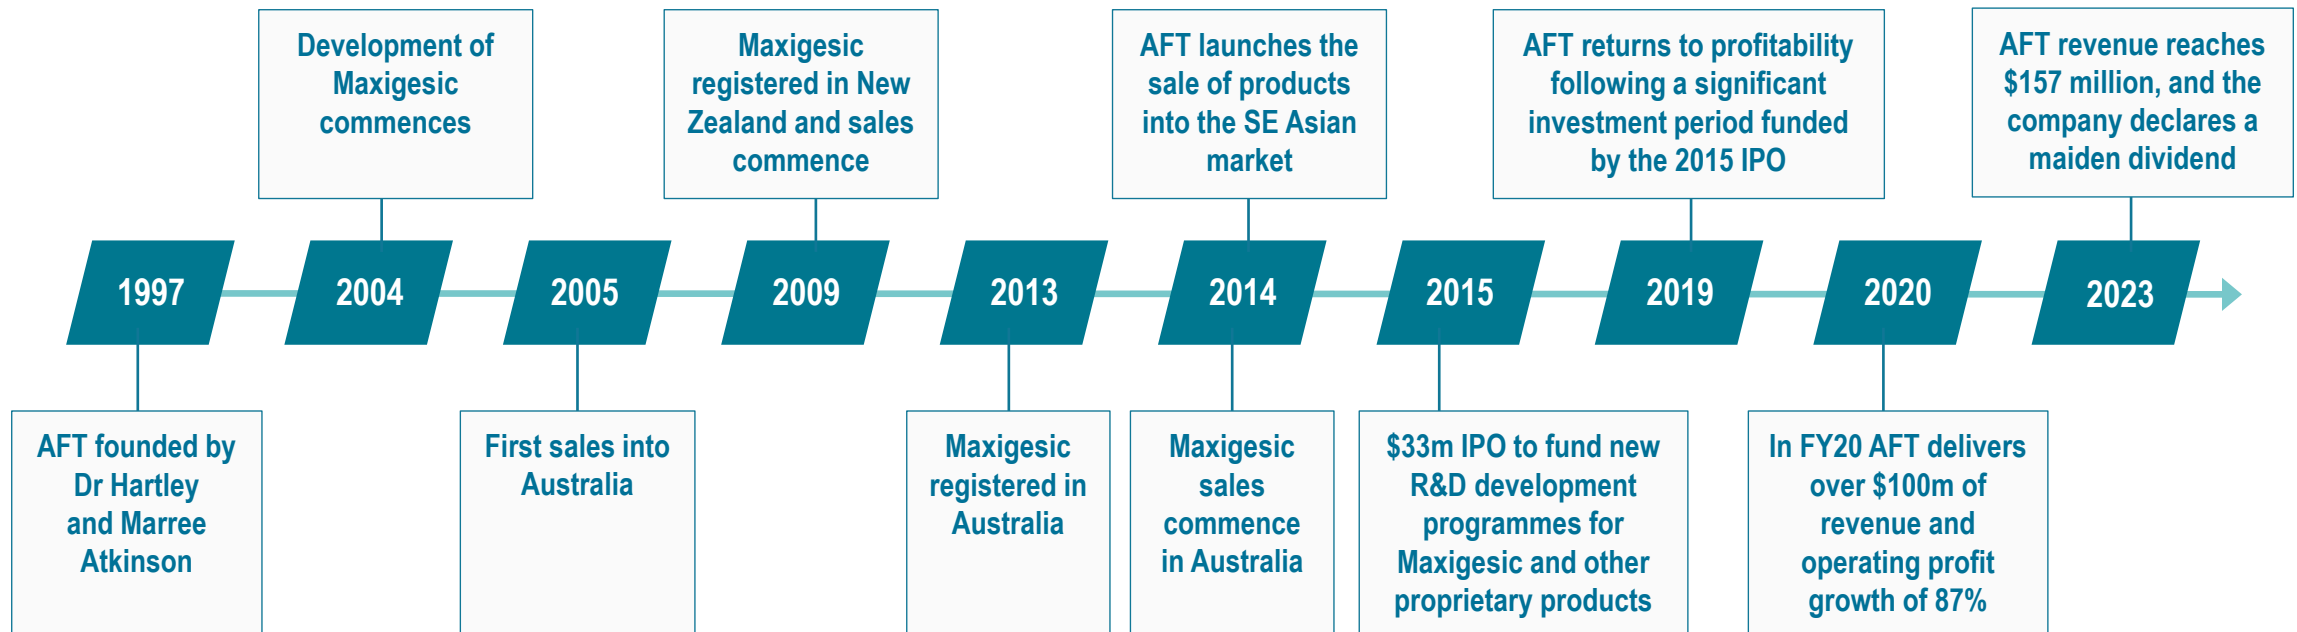 Development of
Maxigesic
commences
Maxigesic
registered in New
Zealand and sales
commence
AFT launches the
sale of products
into the SE Asian
market
AFT returns to profitability
following a significant
investment period funded
by the 2015 IPO
AFT revenue reaches
$157 million, and the
company declares a
maiden dividend
1997
2004
2005
2009
2013
2014
2015
2019
2020
2023
AFT founded by
Dr Hartley
and Marree
Atkinson
First sales into
Australia
Maxigesic
registered in
Australia
Maxigesic
sales
commence
in Australia
$33m IPO to fund new
R&D development
programmes for
Maxigesic and other
proprietary products
In FY20 AFT delivers
over $100m of
revenue and
operating profit
growth of 87%